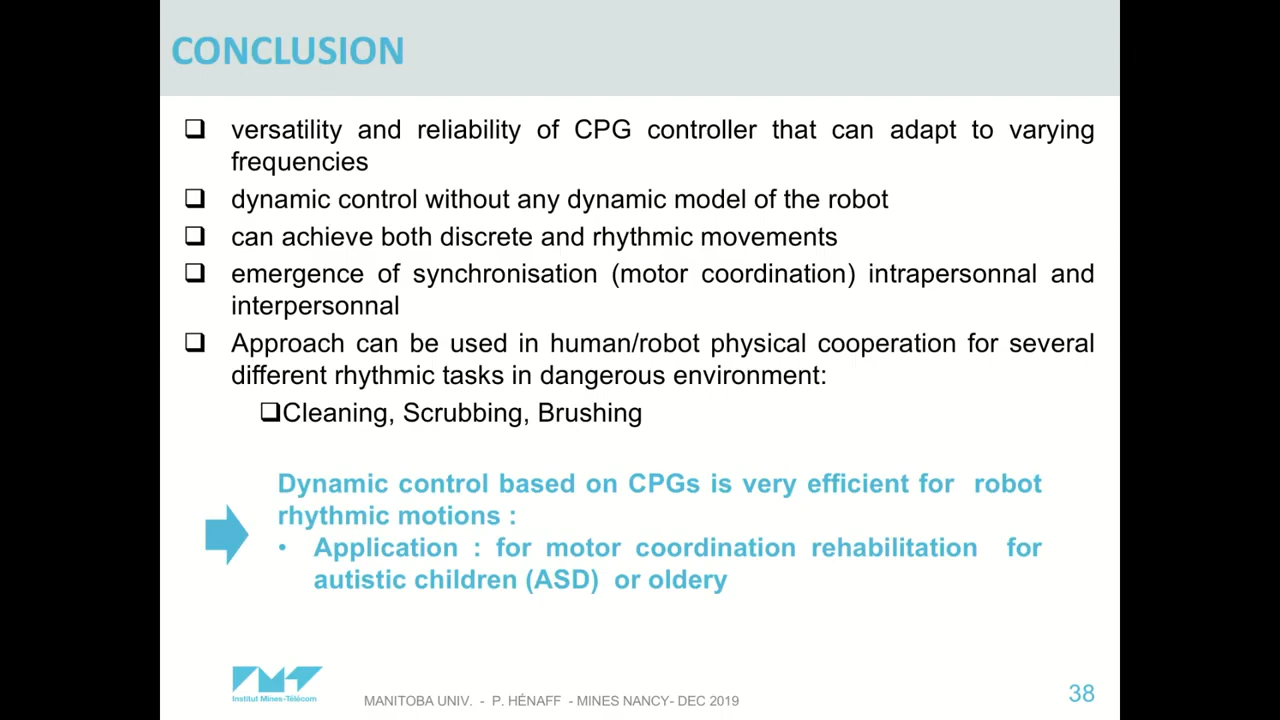 CONCLUSION
versatility and reliability of CPG controller that can adapt to varying
frequencies
dynamic control without any dynamic model of the robot
can achieve both discrete and rhythmic movements
emergence of synchronisation (motor coordination) intrapersonnal and
interpersonnal
Approach can be used in human/robot physical cooperation for several
different rhythmic tasks in dangerous environment:
Cleaning, Scrubbing, Brushing
Dynamic control based on CPGs is very efficient for robot
rhythmic motions :
• Application : for motor coordination rehabilitation for
autistic children (ASD) or oldery
IMT
Institut Mines-Télécom
MANITOBA UNIV. - P. HÉNAFF - MINES NANCY- DEC 2019
38